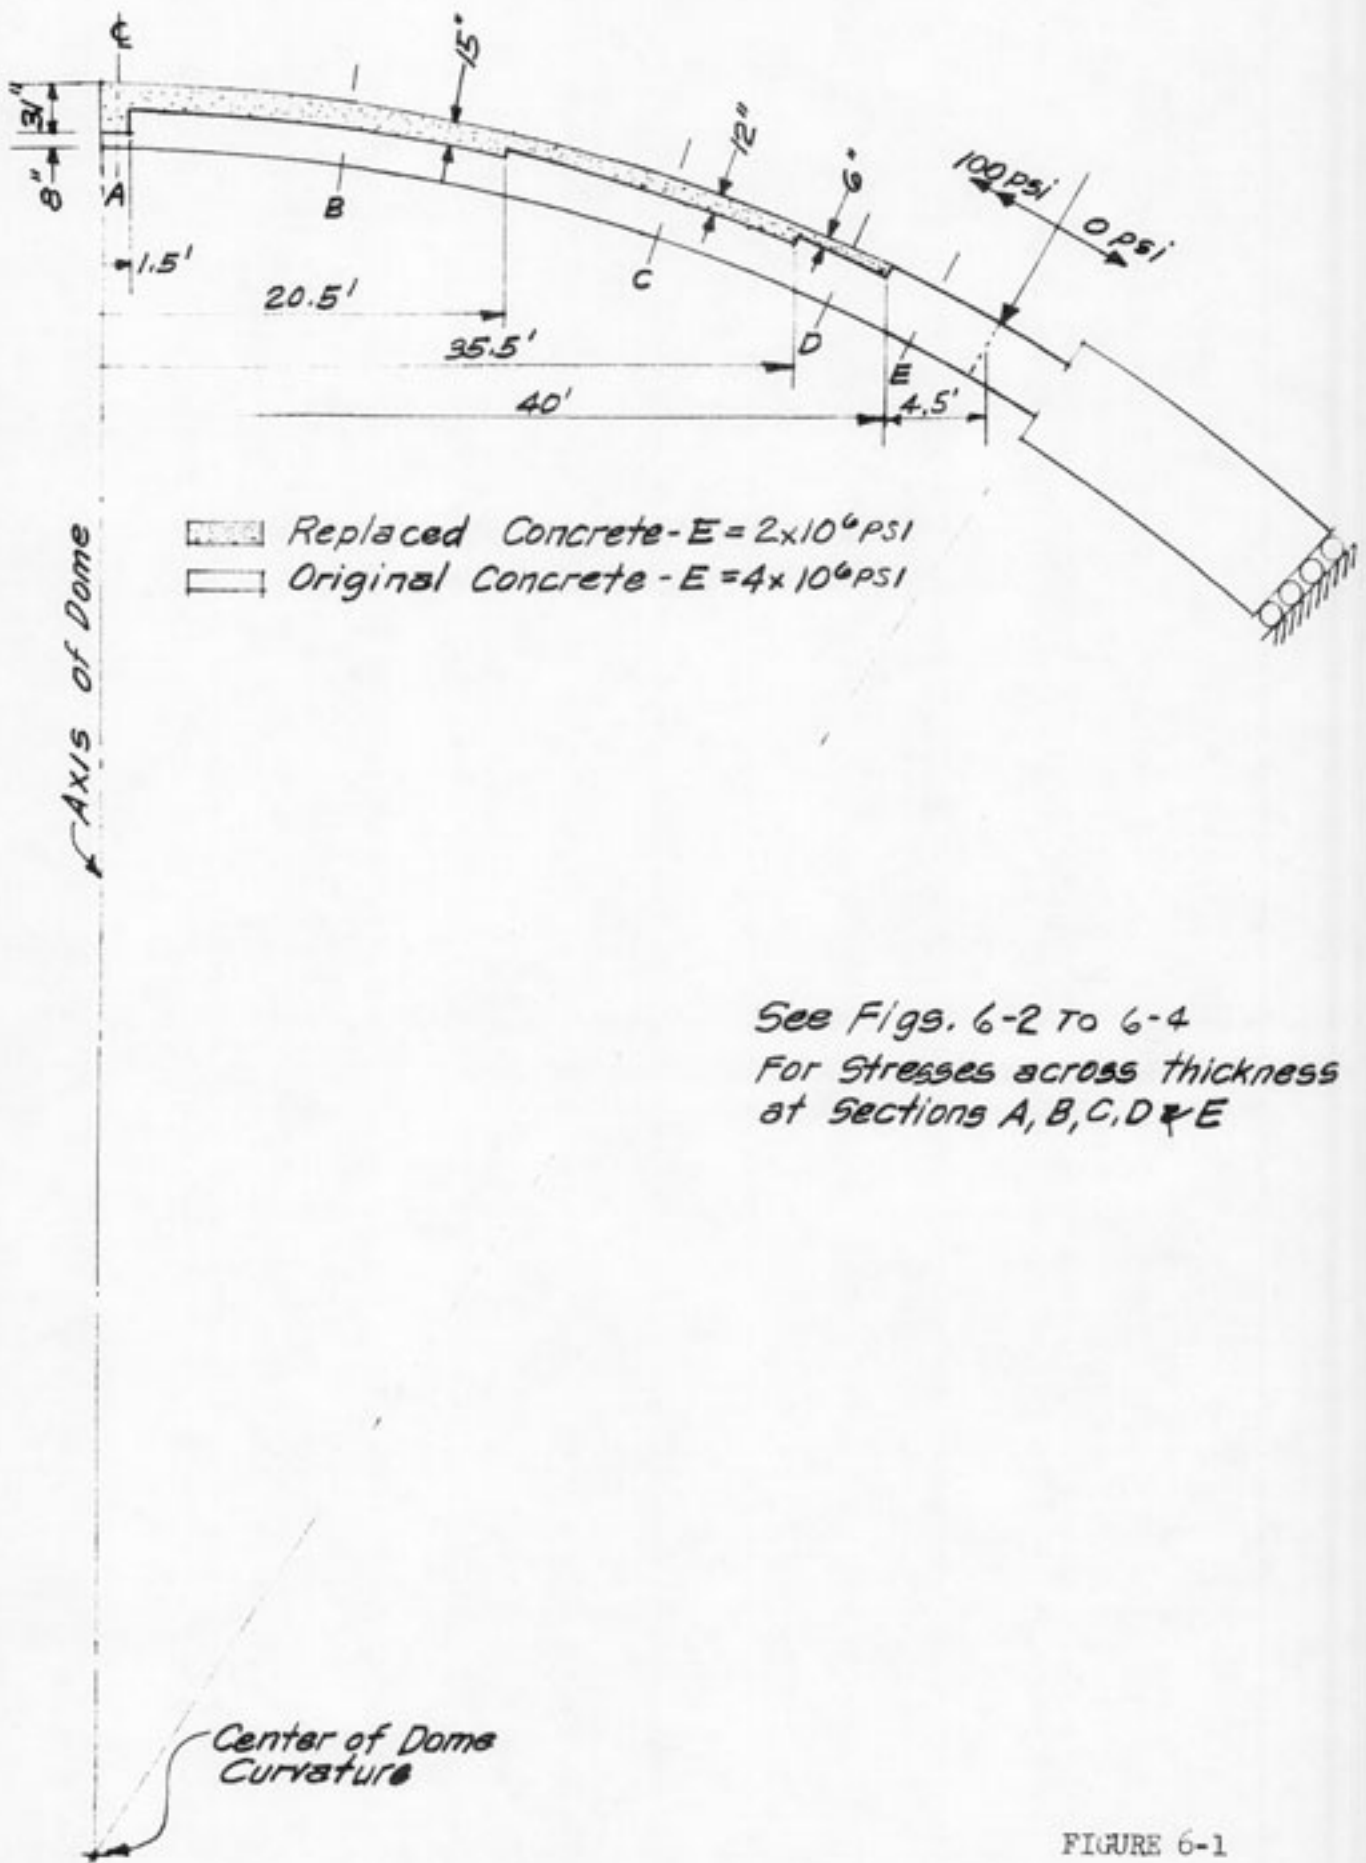 ℄
31"
8"
15"
12"
6"
100 psi
0 psi
A
B
C
D
E
1.5'
20.5'
35.5'
40'
4.5'
Replaced Concrete - E = 2x10⁶ PSI
Original Concrete - E = 4x10⁶ PSI
Axis of Dome
See Figs. 6-2 TO 6-4
For Stresses across thickness
at Sections A, B, C, D & E
Center of Dome
Curvature
FIGURE 6-1